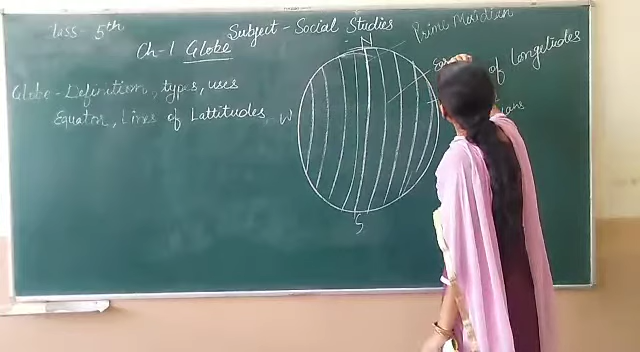 Class - 5th
Subject - Social Studies
Ch-1 Globe
Globe - Definition, types, uses
Equator, Lines of Lattitudes,
N
Prime Meridian
of longitudes
W
S